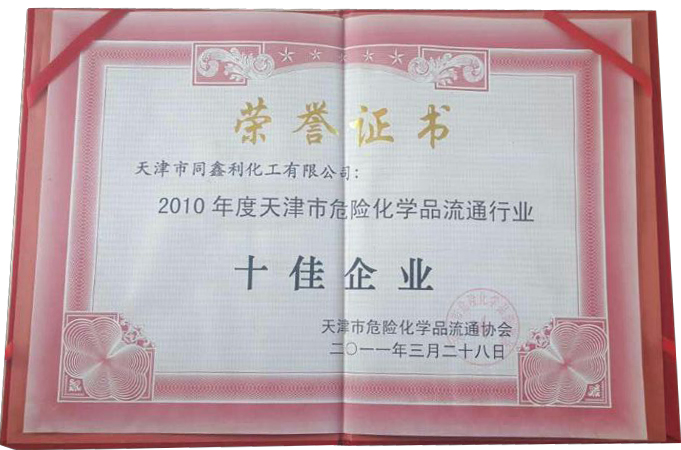 荣誉证书
天津市同鑫利化工有限公司：
2010年度天津市危险化学品流通行业
十佳企业
天津市危险化学品流通协会
二〇一一年三月二十八日